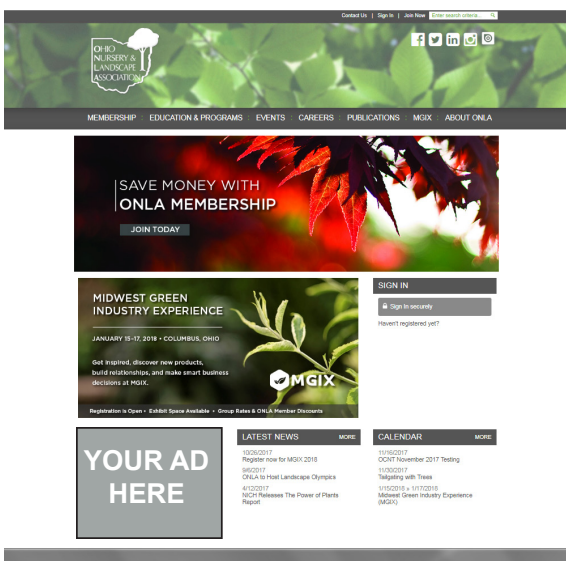 Contact Us | Sign In | Join Now
Enter search criteria...
OHIO
NURSERY &
LANDSCAPE
ASSOCIATION
MEMBERSHIP : EDUCATION & PROGRAMS : EVENTS : CAREERS : PUBLICATIONS : MGIX : ABOUT ONLA
SAVE MONEY WITH
ONLA MEMBERSHIP
JOIN TODAY
MIDWEST GREEN
INDUSTRY EXPERIENCE
JANUARY 15-17, 2018 • COLUMBUS, OHIO
Get inspired, discover new products,
build relationships, and make smart business
decisions at MGIX.
MGIX
Registration is Open • Exhibit Space Available • Group Rates & ONLA Member Discounts
SIGN IN
Sign In securely
Haven't registered yet?
YOUR AD
HERE
LATEST NEWS MORE
10/26/2017
Register now for MGIX 2018
9/6/2017
ONLA to Host Landscape Olympics
4/12/2017
NICH Releases The Power of Plants
Report
CALENDAR MORE
11/16/2017
OCNT November 2017 Testing
11/30/2017
Tailgating with Trees
1/15/2018 » 1/17/2018
Midwest Green Industry Experience
(MGIX)